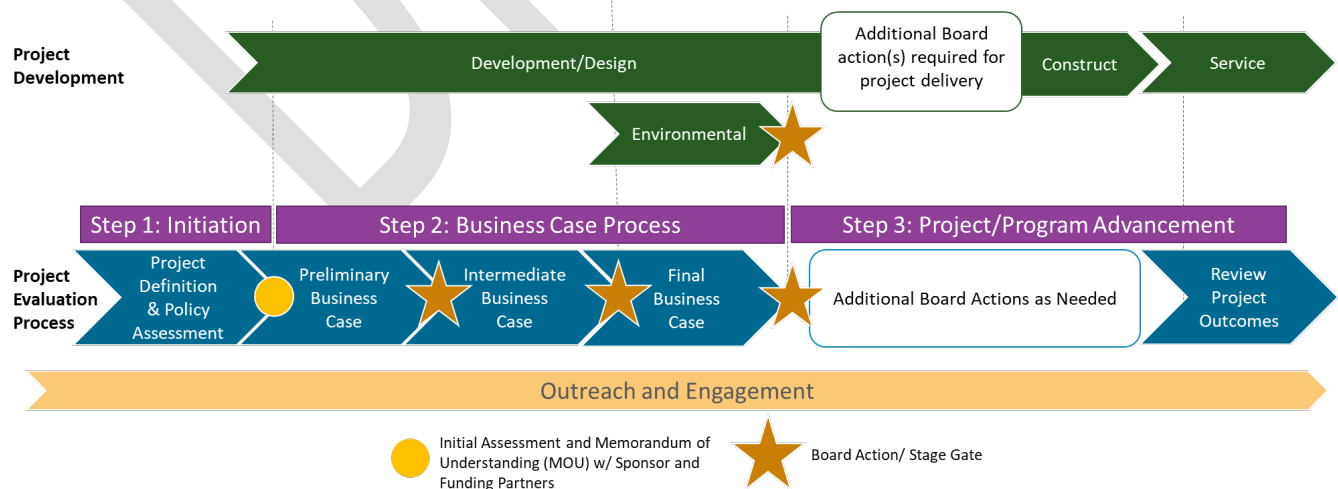 Project
Development
Development/Design
Additional Board
action(s) required for
project delivery
Construct
Service
Environmental
Step 1: Initiation
Step 2: Business Case Process
Step 3: Project/Program Advancement
Project
Evaluation
Process
Project
Definition
& Policy
Assessment
Preliminary
Business
Case
Intermediate
Business
Case
Final
Business
Case
Additional Board Actions as Needed
Review
Project
Outcomes
Outreach and Engagement
Initial Assessment and Memorandum of
Understanding (MOU) w/ Sponsor and
Funding Partners
Board Action/ Stage Gate